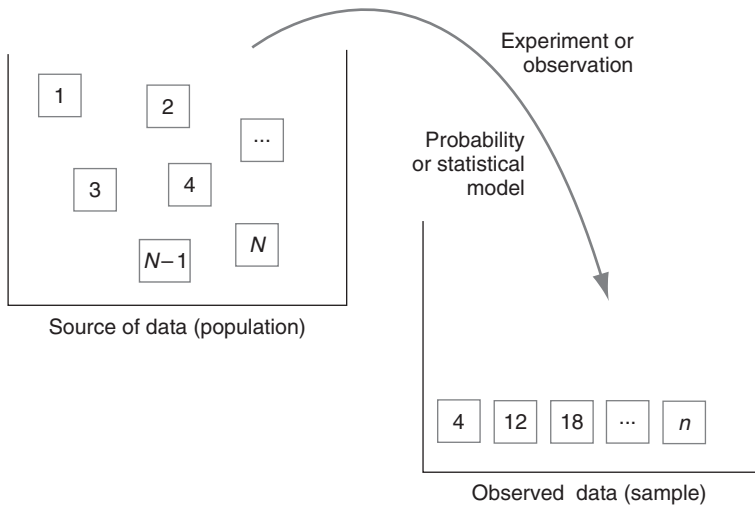 Experiment or
observation
1
2
...
Probability
or statistical
model
3
4
N–1
N
Source of data (population)
4 12 18 ... n
Observed data (sample)